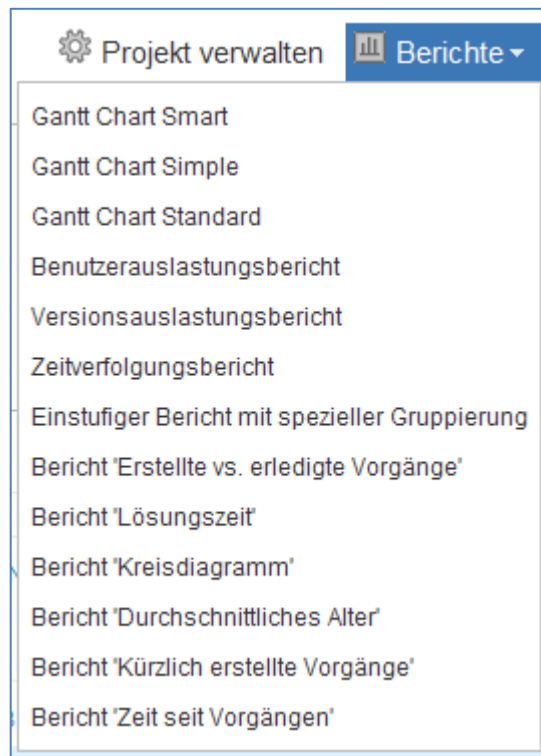 Projekt verwalten Berichte
Gantt Chart Smart
Gantt Chart Simple
Gantt Chart Standard
Benutzerauslastungsbericht
Versionsauslastungsbericht
Zeitverfolgungsbericht
Einstufiger Bericht mit spezieller Gruppierung
Bericht 'Erstellte vs. erledigte Vorgänge'
Bericht 'Lösungszeit'
Bericht 'Kreisdiagramm'
Bericht 'Durchschnittliches Alter'
Bericht 'Kürzlich erstellte Vorgänge'
Bericht 'Zeit seit Vorgängen'